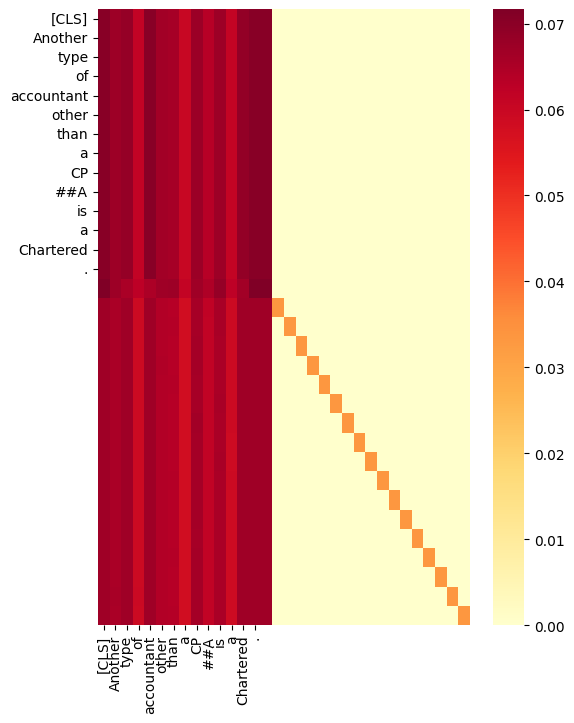 [CLS]
Another
type
of
accountant
other
than
a
CP
##A
is
a
Chartered
.
0.07
0.06
0.05
0.04
0.03
0.02
0.01
0.00
[CLS]
Another
type
of
accountant
other
than
a
CP
##A
is
a
Chartered
.